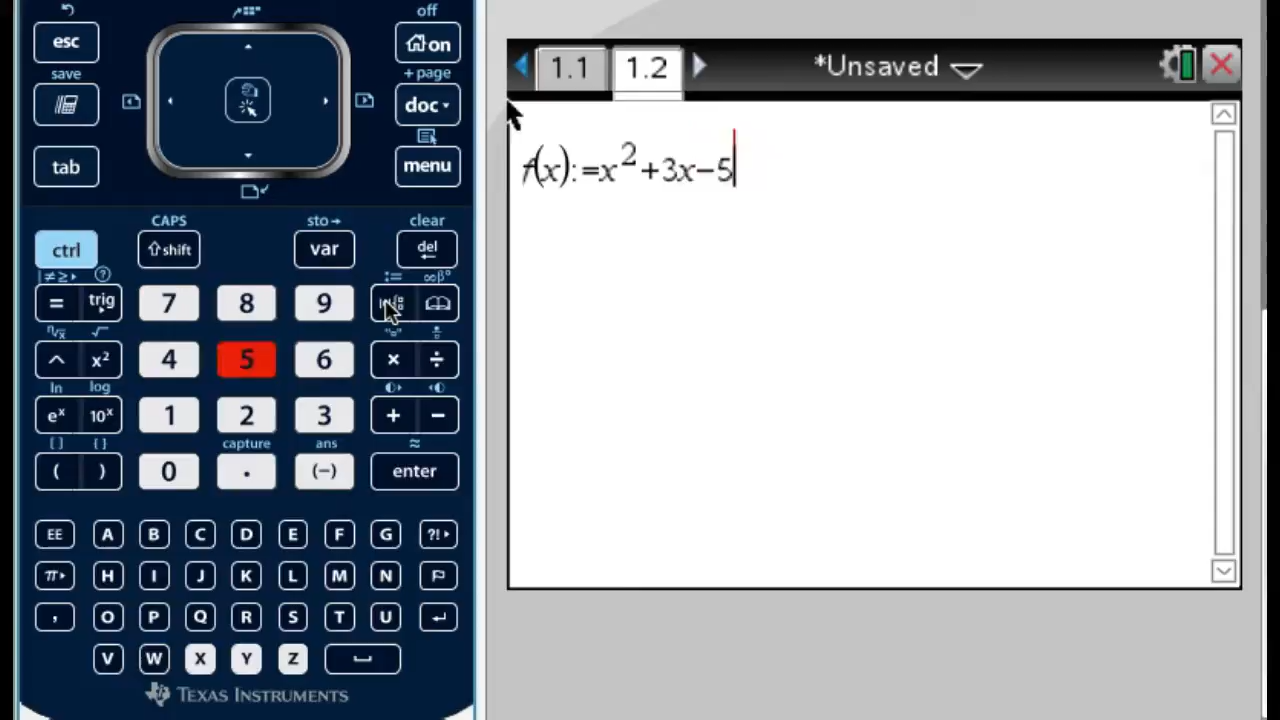 off
esc
on
save
+ page
doc
tab
menu
CAPS
sto→
clear
ctrl
⇧shift
var
del
←
|≠≥▸
?
:=
∞β°
=
trig
7
8
9
√
4
5
6
^
x²
×
÷
ln
log
eˣ
10ˣ
1
2
3
+
−
[ ]
{ }
capture
ans
≈
(
)
0
.
(−)
enter
EE
A
B
C
D
E
F
G
?!▸
π▸
H
I
J
K
L
M
N
,
O
P
Q
R
S
T
U
↵
V
W
X
Y
Z
TEXAS INSTRUMENTS
1.1
1.2
*Unsaved
f(x):=x²+3x−5